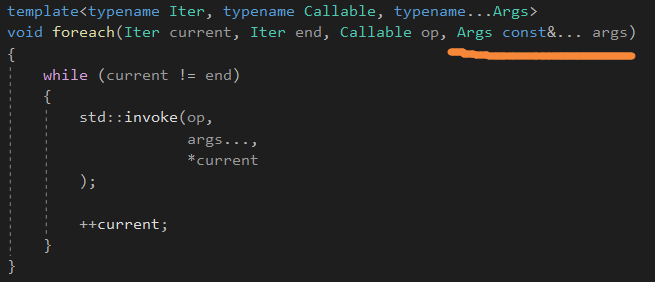 template<typename Iter, typename Callable, typename...Args>
void foreach(Iter current, Iter end, Callable op, Args const&... args)
{
    while (current != end)
    {
        std::invoke(op,
                    args...,
                    *current
        );

        ++current;
    }
}